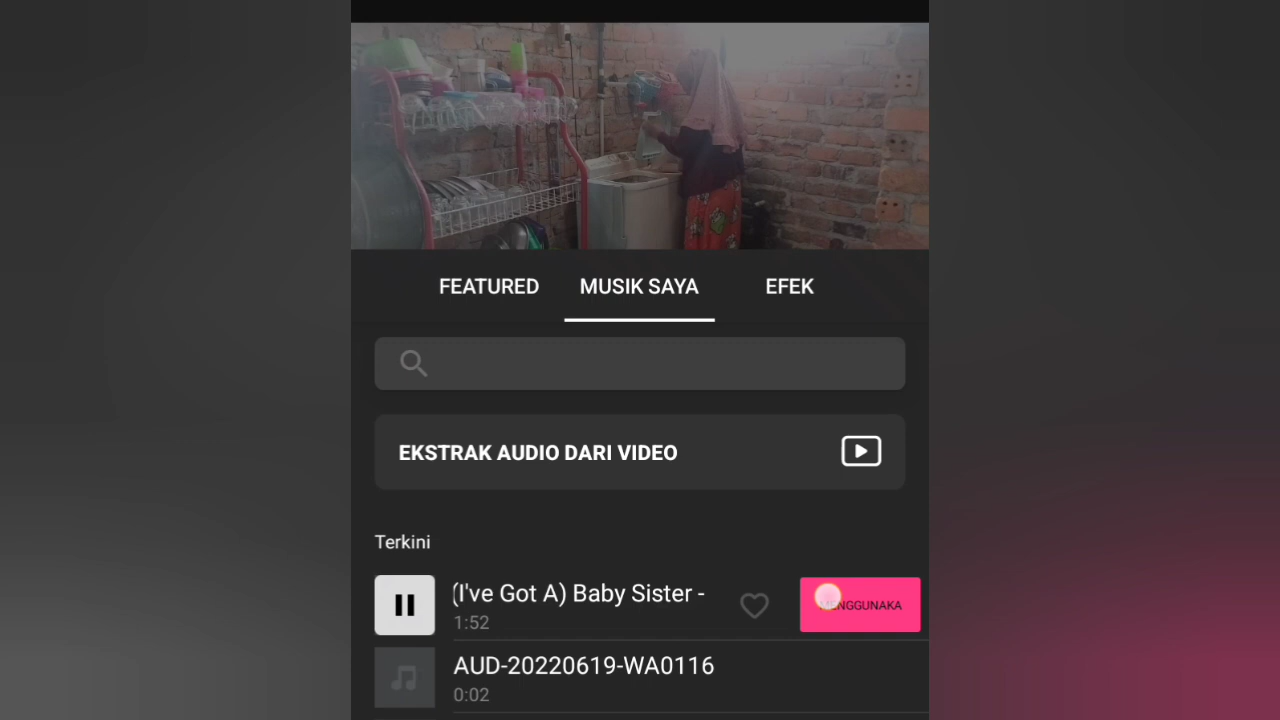 FEATURED MUSIK SAYA EFEK
EKSTRAK AUDIO DARI VIDEO
Terkini
(I've Got A) Baby Sister -
1:52
MENGGUNAKA
AUD-20220619-WA0116
0:02